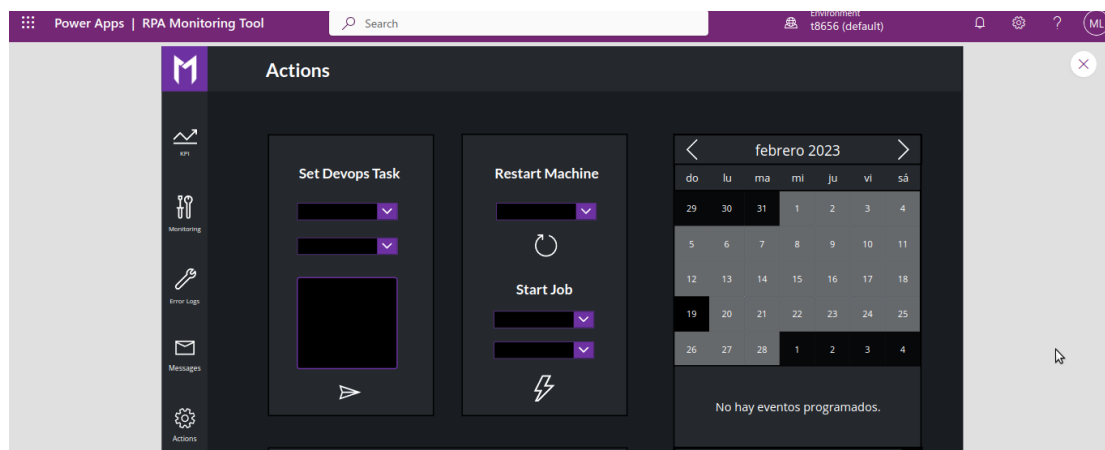 Power Apps | RPA Monitoring Tool
Search
Environment
t8656 (default)
?
ML
M
Actions
KPI
Monitoring
Error Logs
Messages
Actions
Set Devops Task
Restart Machine
Start Job
febrero 2023
do lu ma mi ju vi sá
29 30 31 1 2 3 4
5 6 7 8 9 10 11
12 13 14 15 16 17 18
19 20 21 22 23 24 25
26 27 28 1 2 3 4
No hay eventos programados.